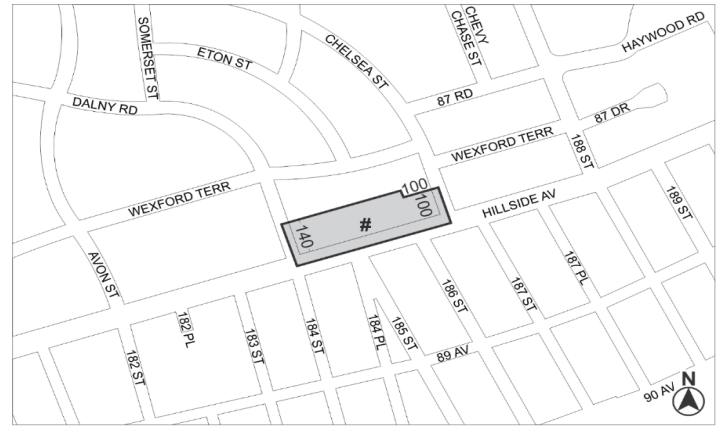 SOMERSET ST
ETON ST
CHELSEA ST
CHEVY
CHASE ST
HAYWOOD RD
DALNY RD
87 RD
87 DR
WEXFORD TERR
188 ST
WEXFORD TERR
100
100
HILLSIDE AV
189 ST
#
140
AVON ST
187 PL
186 ST
187 ST
182 PL
183 ST
184 ST
184 PL
185 ST
182 ST
89 AV
90 AV
N